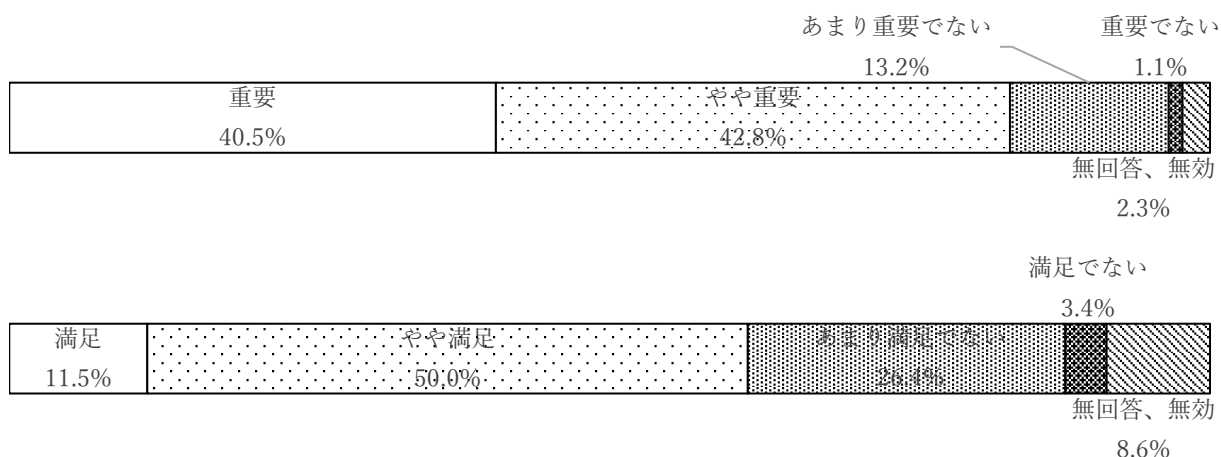 あまり重要でない 重要でない
13.2% 1.1%
重要 やや重要
40.5% 42.8%
無回答、無効
2.3%
満足でない
3.4%
満足 やや満足 あまり満足でない
11.5% 50.0% 26.4%
無回答、無効
8.6%